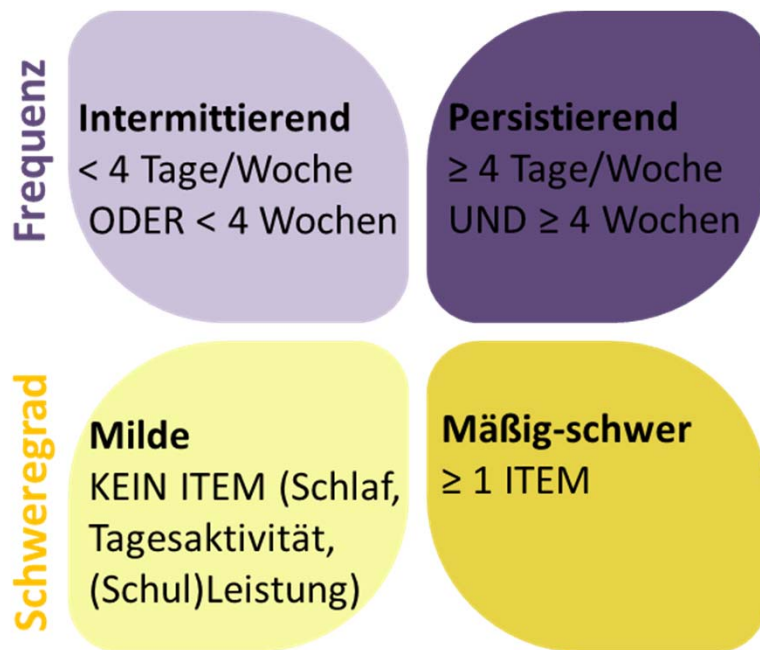 Frequenz
Intermittierend
< 4 Tage/Woche
ODER < 4 Wochen
Persistierend
≥ 4 Tage/Woche
UND ≥ 4 Wochen
Schweregrad
Milde
KEIN ITEM (Schlaf,
Tagesaktivität,
(Schul)Leistung)
Mäßig-schwer
≥ 1 ITEM